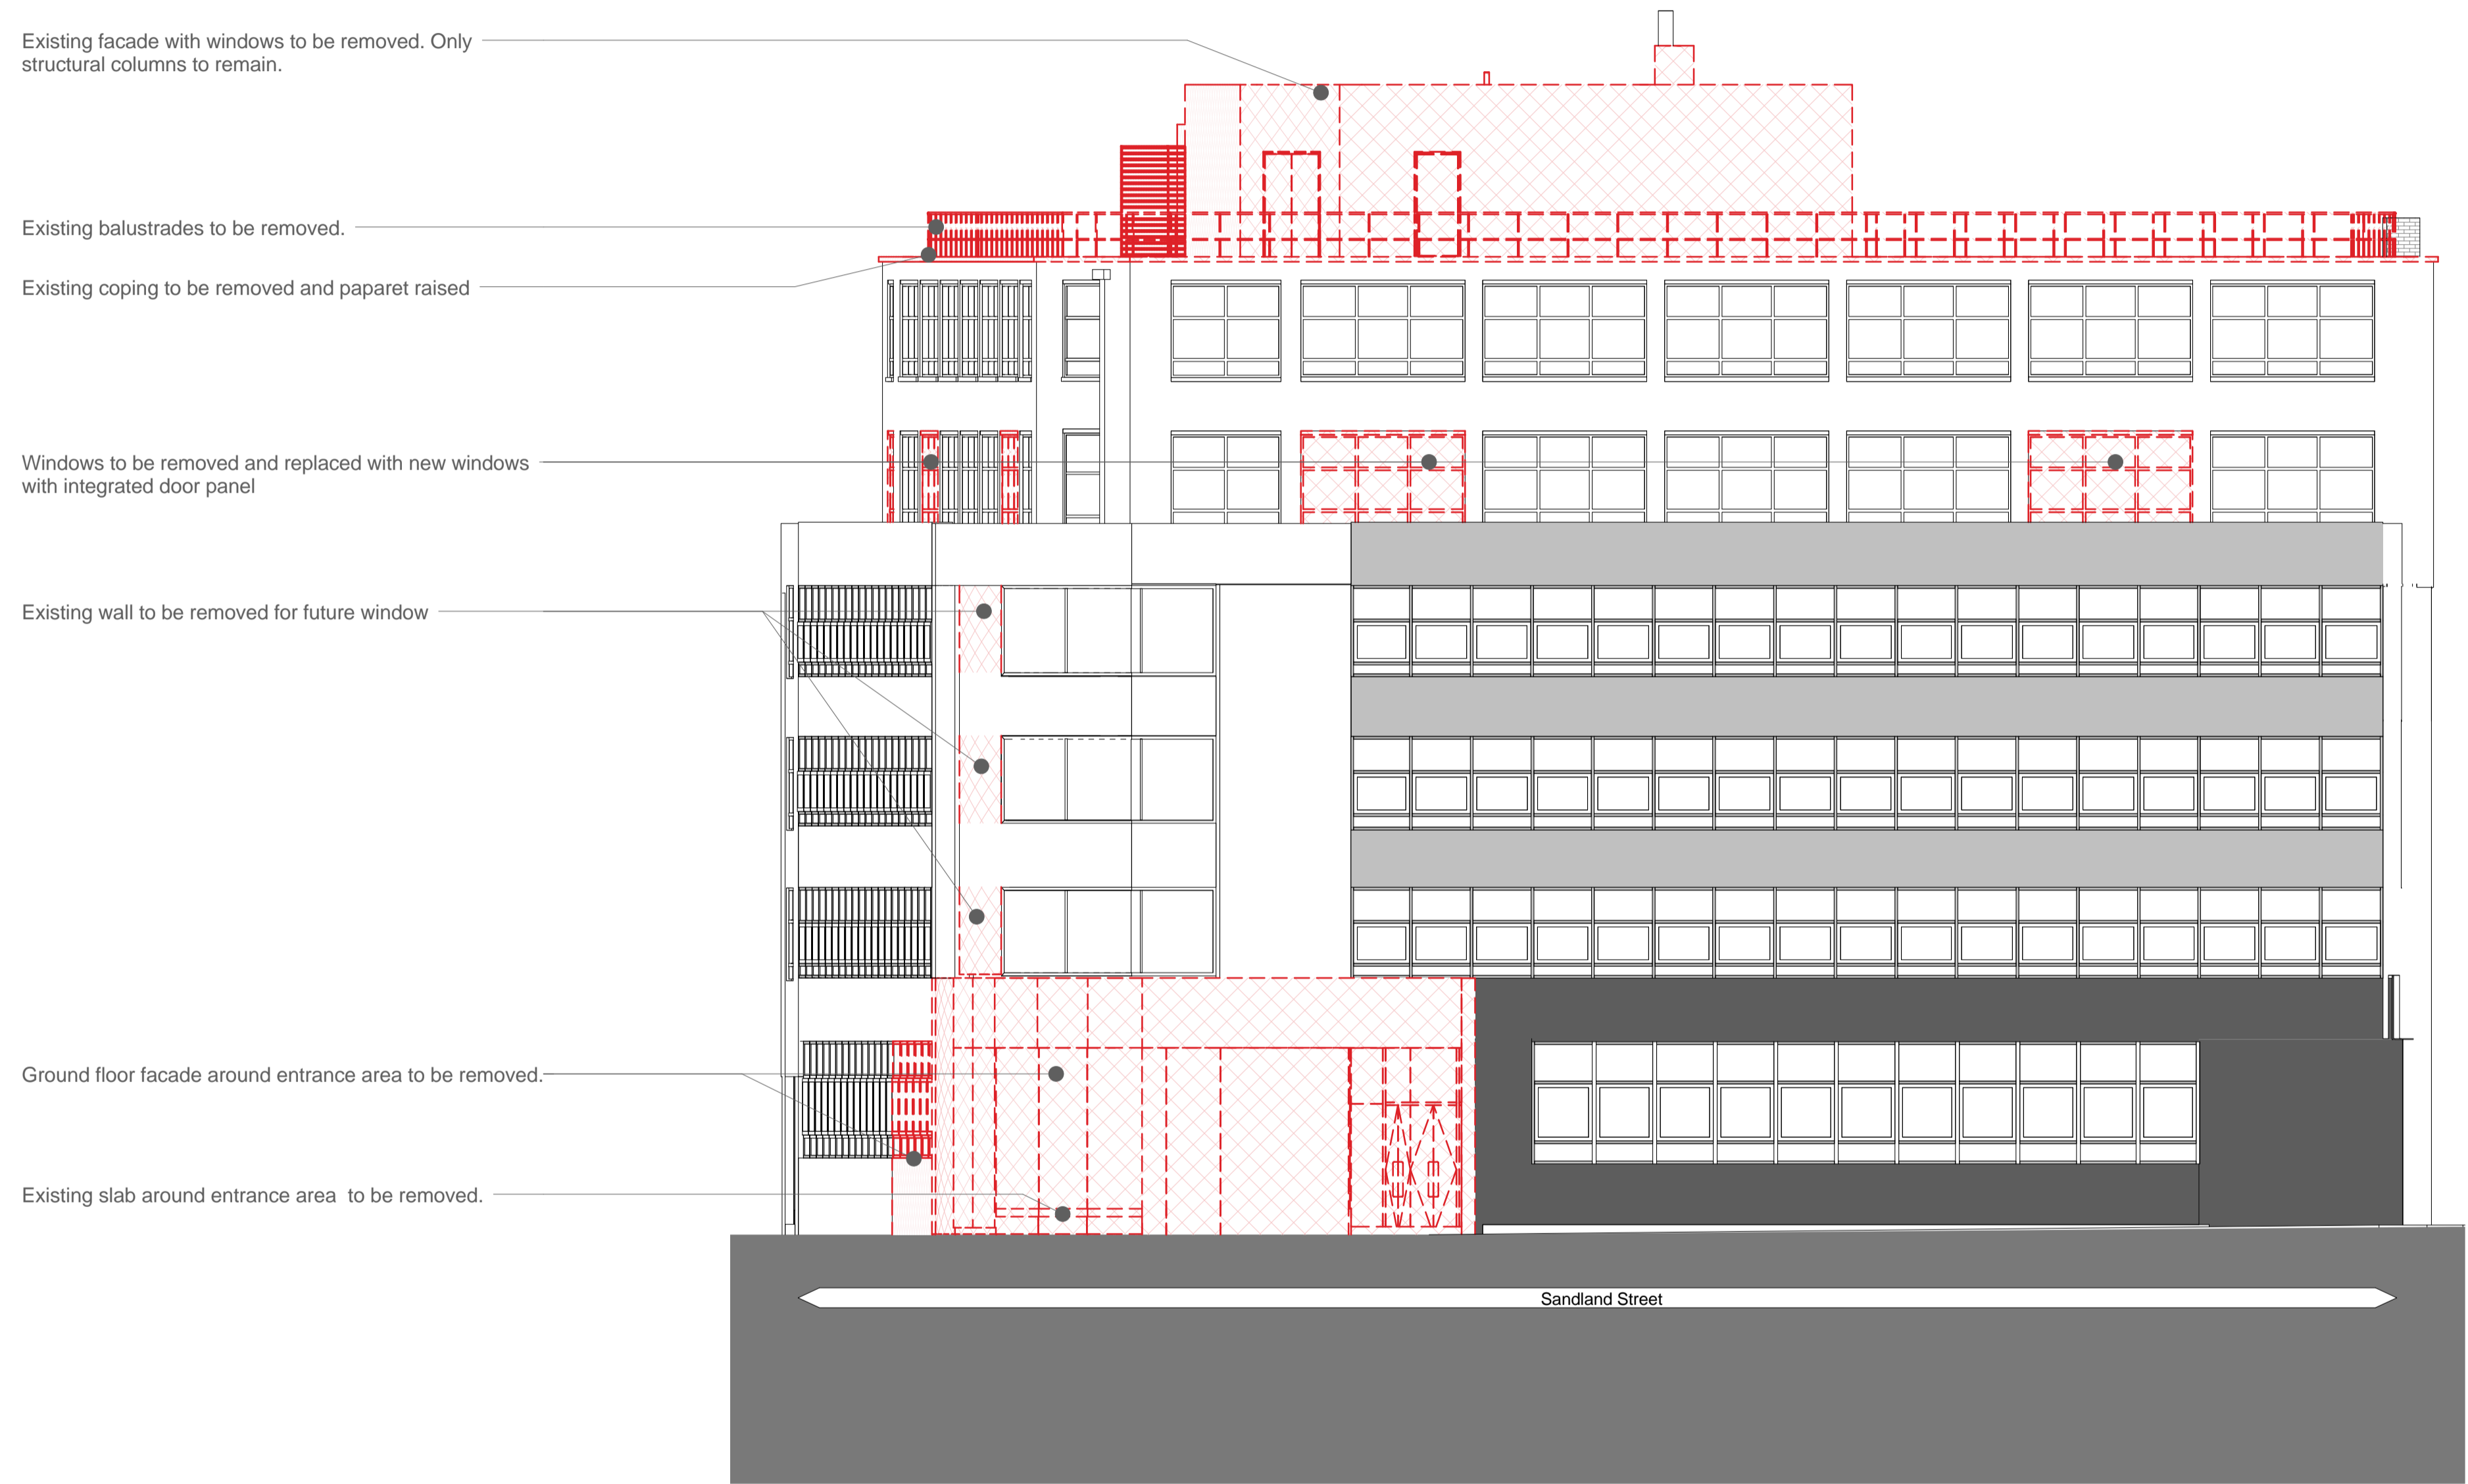 Existing facade with windows to be removed. Only
structural columns to remain.
Existing balustrades to be removed.
Existing coping to be removed and paparet raised
Windows to be removed and replaced with new windows
with integrated door panel
Existing wall to be removed for future window
Ground floor facade around entrance area to be removed.
Existing slab around entrance area  to be removed.
Sandland Street